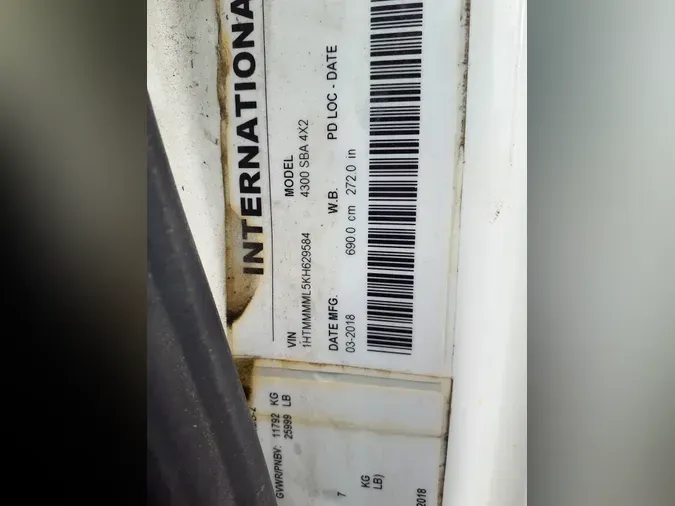 INTERNATIONA
MODEL
4300 SBA 4X2
VIN
1HTMMMML5KH629584
DATE MFG. W.B. PD LOC - DATE
03-2018 690.0 cm 272.0 in
GVWR/PNBV: 11792 KG
25999 LB
7 KG
LB)
2018